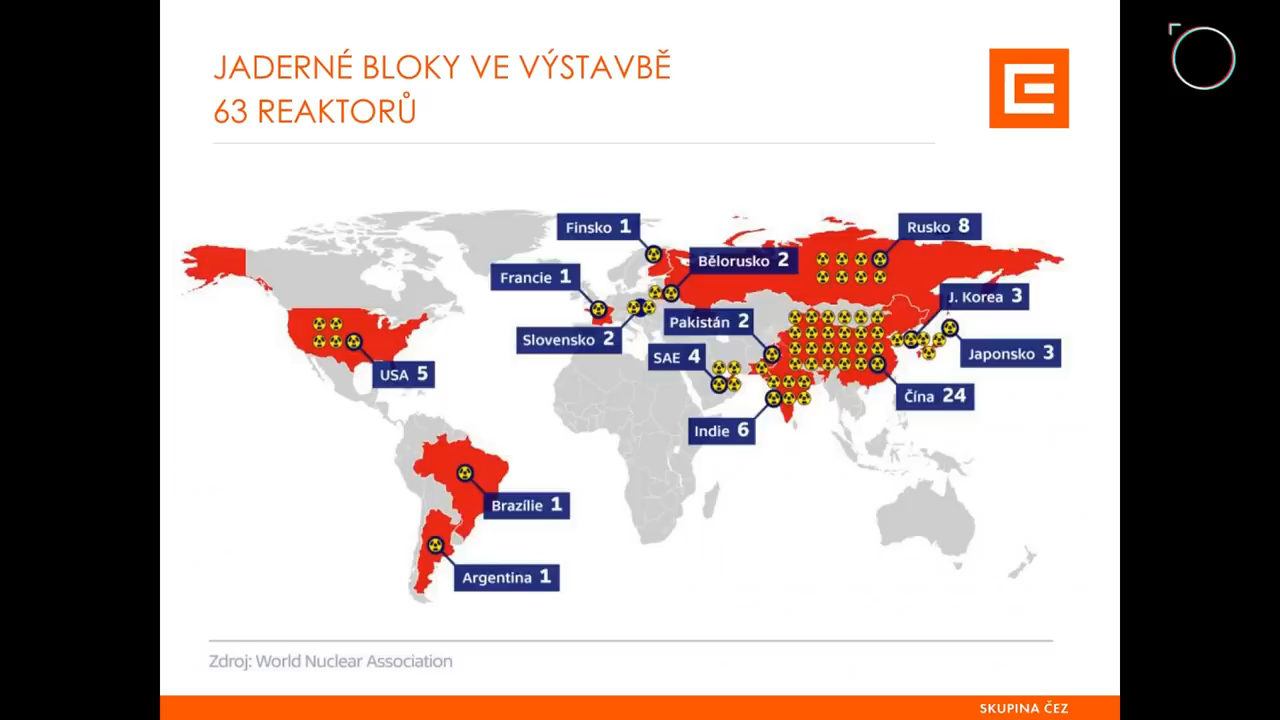 JADERNÉ BLOKY VE VÝSTAVBĚ
63 REAKTORŮ
Finsko 1
Rusko 8
Bělorusko 2
Francie 1
J. Korea 3
Pakistán 2
Slovensko 2
SAE 4
Japonsko 3
USA 5
Čína 24
Indie 6
Brazílie 1
Argentina 1
Zdroj: World Nuclear Association
SKUPINA ČEZ